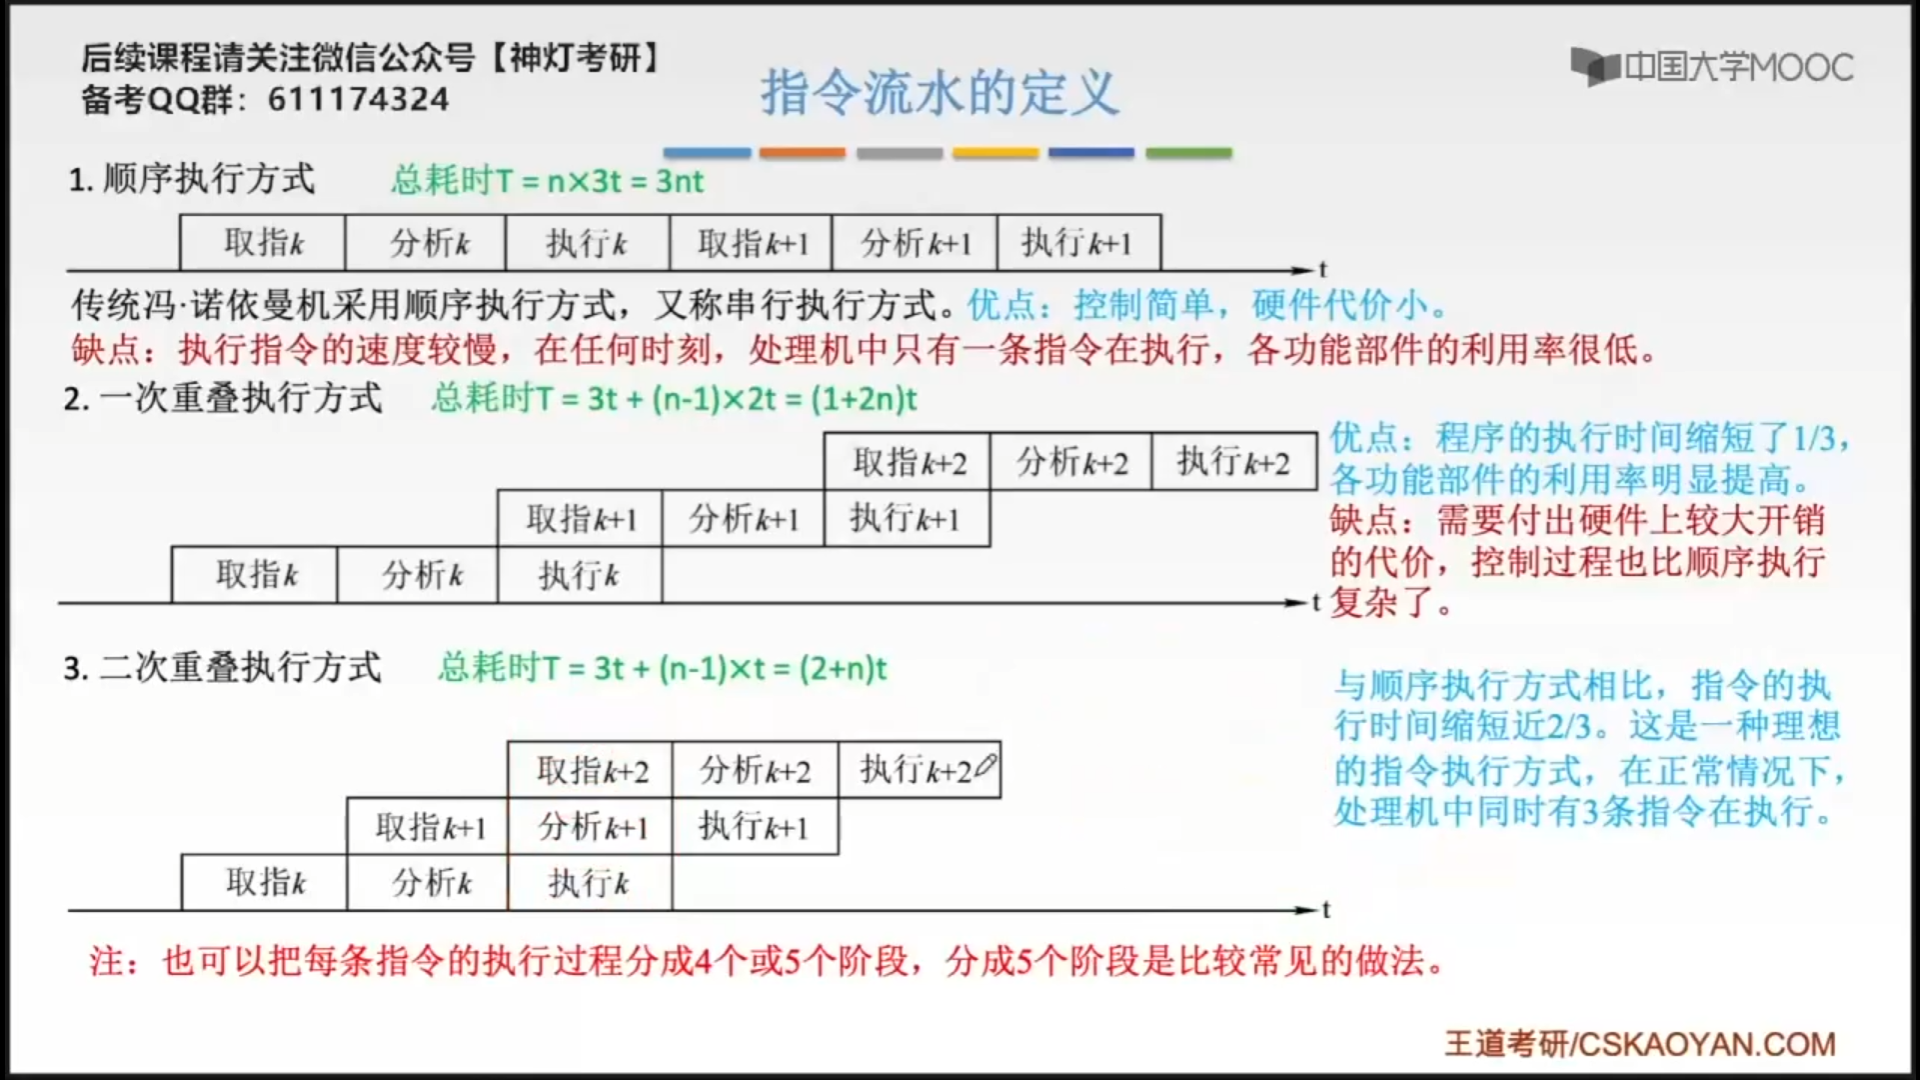 后续课程请关注微信公众号【神灯考研】
备考QQ群：611174324
中国大学MOOC
指令流水的定义
1. 顺序执行方式 总耗时T = n×3t = 3nt
取指k 分析k 执行k 取指k+1 分析k+1 执行k+1
t
传统冯·诺依曼机采用顺序执行方式，又称串行执行方式。优点：控制简单，硬件代价小。
缺点：执行指令的速度较慢，在任何时刻，处理机中只有一条指令在执行，各功能部件的利用率很低。
2. 一次重叠执行方式 总耗时T = 3t + (n-1)×2t = (1+2n)t
取指k+2 分析k+2 执行k+2
取指k+1 分析k+1 执行k+1
取指k 分析k 执行k
t
优点：程序的执行时间缩短了1/3，
各功能部件的利用率明显提高。
缺点：需要付出硬件上较大开销
的代价，控制过程也比顺序执行
复杂了。
3. 二次重叠执行方式 总耗时T = 3t + (n-1)×t = (2+n)t
取指k+2 分析k+2 执行k+2
取指k+1 分析k+1 执行k+1
取指k 分析k 执行k
t
与顺序执行方式相比，指令的执
行时间缩短近2/3。这是一种理想
的指令执行方式，在正常情况下，
处理机中同时有3条指令在执行。
注：也可以把每条指令的执行过程分成4个或5个阶段，分成5个阶段是比较常见的做法。
王道考研/CSKAOYAN.COM